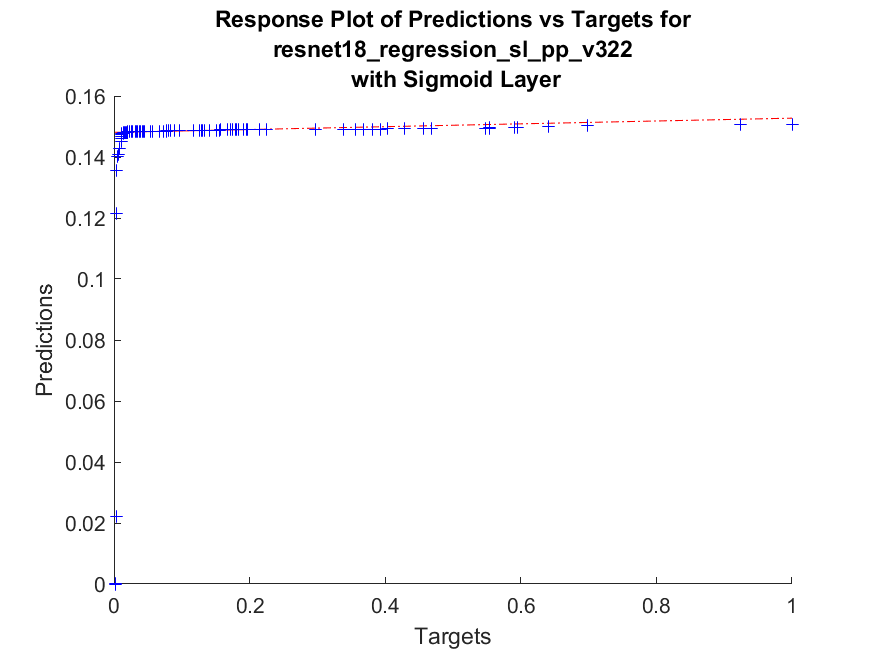 Response Plot of Predictions vs Targets for
resnet18_regression_sl_pp_v322
with Sigmoid Layer
0.16
0.14
0.12
0.1
0.08
0.06
0.04
0.02
0
Predictions
0 0.2 0.4 0.6 0.8 1
Targets